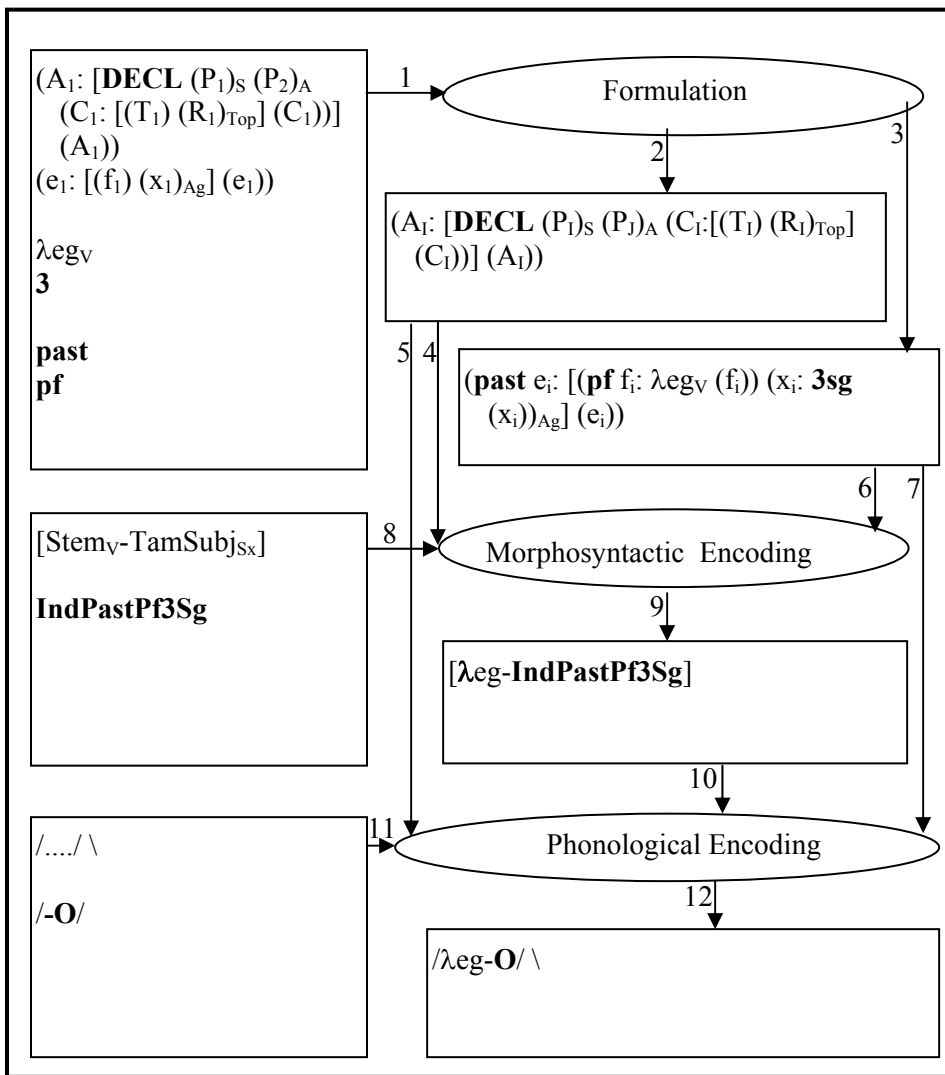 (A₁: [DECL (P₁)S (P₂)A
(C₁: [(T₁) (R₁)Top] (C₁))]
(A₁))
(e₁: [(f₁) (x₁)Ag] (e₁))
λegV
3
past
pf
1
Formulation
2
3
(AI: [DECL (PI)S (PJ)A (CI:[(TI) (RI)Top]
(CI))] (AI))
5
4
(past ei: [(pf fi: λegV (fi)) (xi: 3sg
(xi))Ag] (ei))
6
7
[StemV-TamSubjSx]
IndPastPf3Sg
8
Morphosyntactic Encoding
9
[λeg-IndPastPf3Sg]
10
/..../ \
/-O/
11
Phonological Encoding
12
/λeg-O/ \